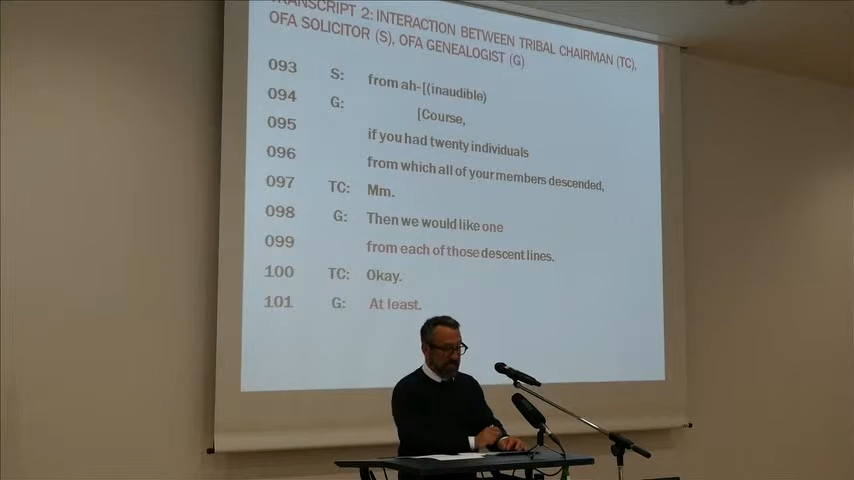 TRANSCRIPT 2: INTERACTION BETWEEN TRIBAL CHAIRMAN (TC),
OFA SOLICITOR (S), OFA GENEALOGIST (G)
093 S: from ah-[(inaudible)
094 G: [Course,
095 if you had twenty individuals
096 from which all of your members descended,
097 TC: Mm.
098 G: Then we would like one
099 from each of those descent lines.
100 TC: Okay.
101 G: At least.